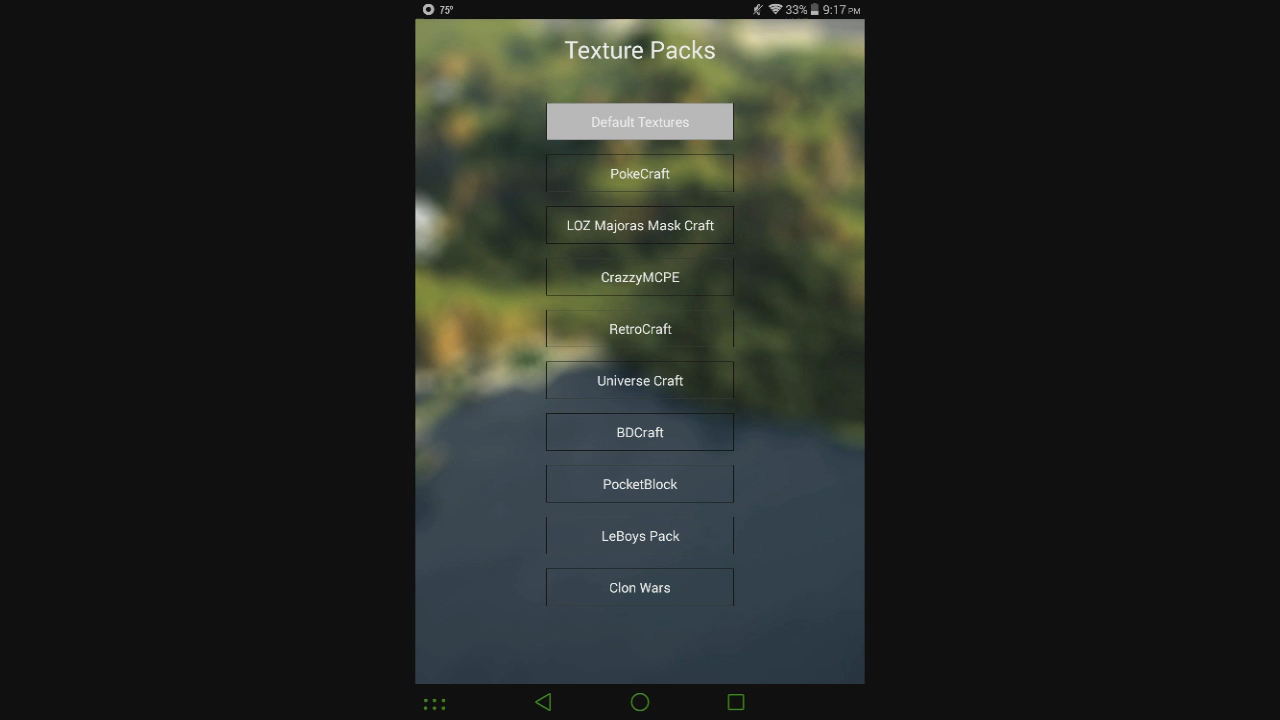 75° 33% 9:17 PM
Texture Packs
Default Textures
PokeCraft
LOZ Majoras Mask Craft
CrazzyMCPE
RetroCraft
Universe Craft
BDCraft
PocketBlock
LeBoys Pack
Clon Wars